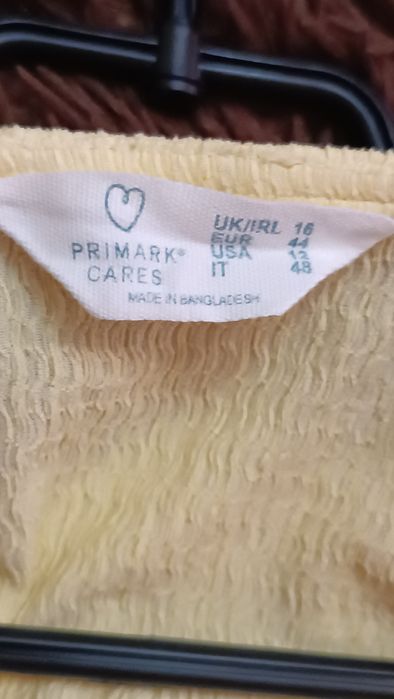 PRIMARK®
CARES
UK/IRL 16
EUR 44
USA 12
IT 48
MADE IN BANGLADESH